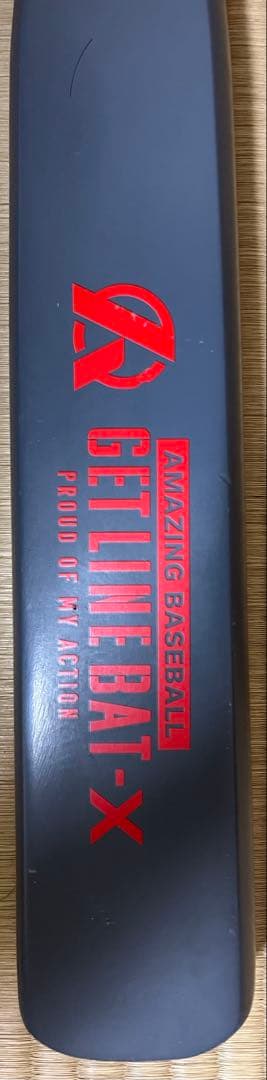 AMAZING BASEBALL
GET LINE BAT-X
PROUD OF MY ACTION